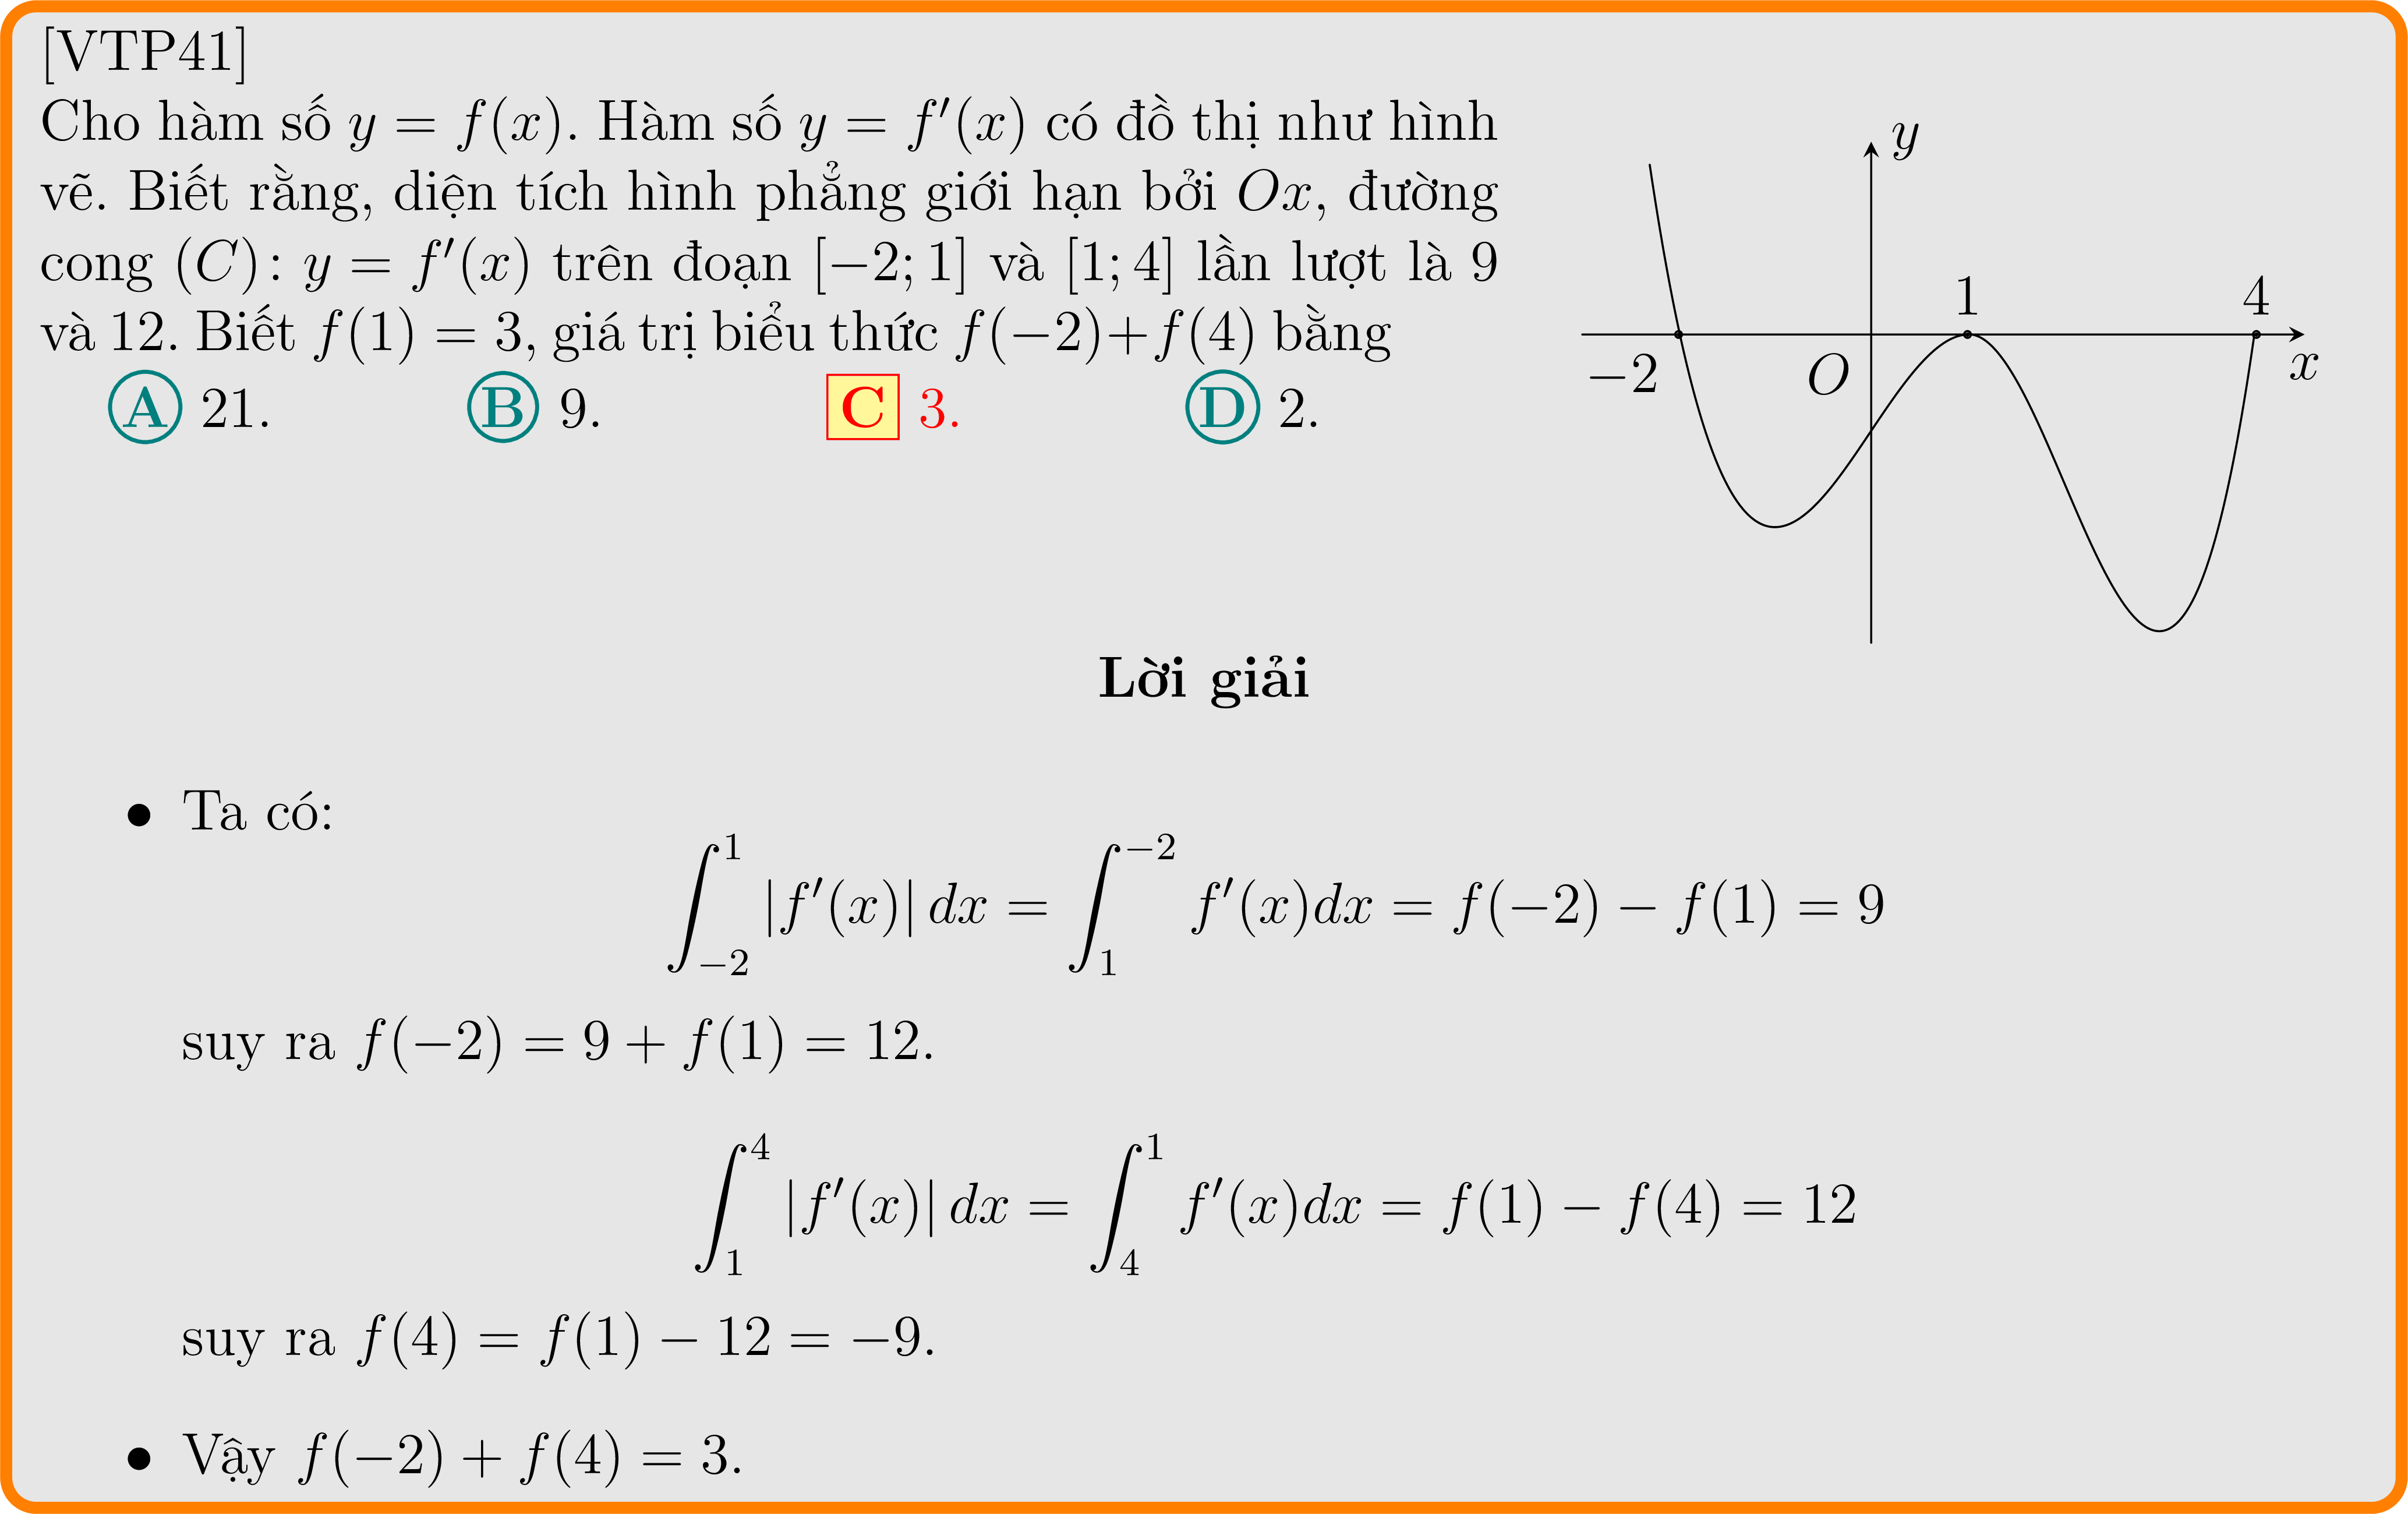 [VTP41]
Cho hàm số y = f(x). Hàm số y = f′(x) có đồ thị như hình
vẽ. Biết rằng, diện tích hình phẳng giới hạn bởi Ox, đường
cong (C): y = f′(x) trên đoạn [−2; 1] và [1; 4] lần lượt là 9
và 12. Biết f(1) = 3, giá trị biểu thức f(−2)+f(4) bằng
A 21. B 9. C 3. D 2.
y
1 4
−2 O x
Lời giải
• Ta có:
∫_{−2}^{1} |f′(x)| dx = ∫_{1}^{−2} f′(x)dx = f(−2) − f(1) = 9
suy ra f(−2) = 9 + f(1) = 12.
∫_{1}^{4} |f′(x)| dx = ∫_{4}^{1} f′(x)dx = f(1) − f(4) = 12
suy ra f(4) = f(1) − 12 = −9.
• Vậy f(−2) + f(4) = 3.